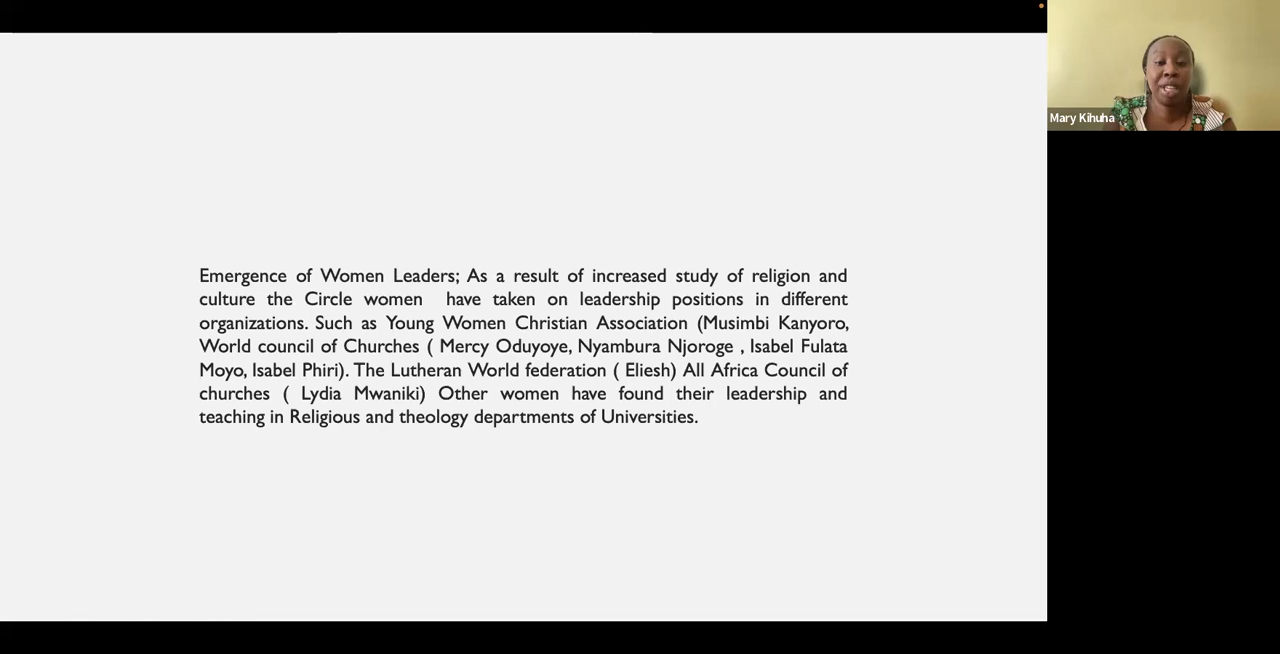 Emergence of Women Leaders; As a result of increased study of religion and
culture the Circle women have taken on leadership positions in different
organizations. Such as Young Women Christian Association (Musimbi Kanyoro,
World council of Churches ( Mercy Oduyoye, Nyambura Njoroge , Isabel Fulata
Moyo, Isabel Phiri). The Lutheran World federation ( Eliesh) All Africa Council of
churches ( Lydia Mwaniki) Other women have found their leadership and
teaching in Religious and theology departments of Universities.
Mary Kihuha